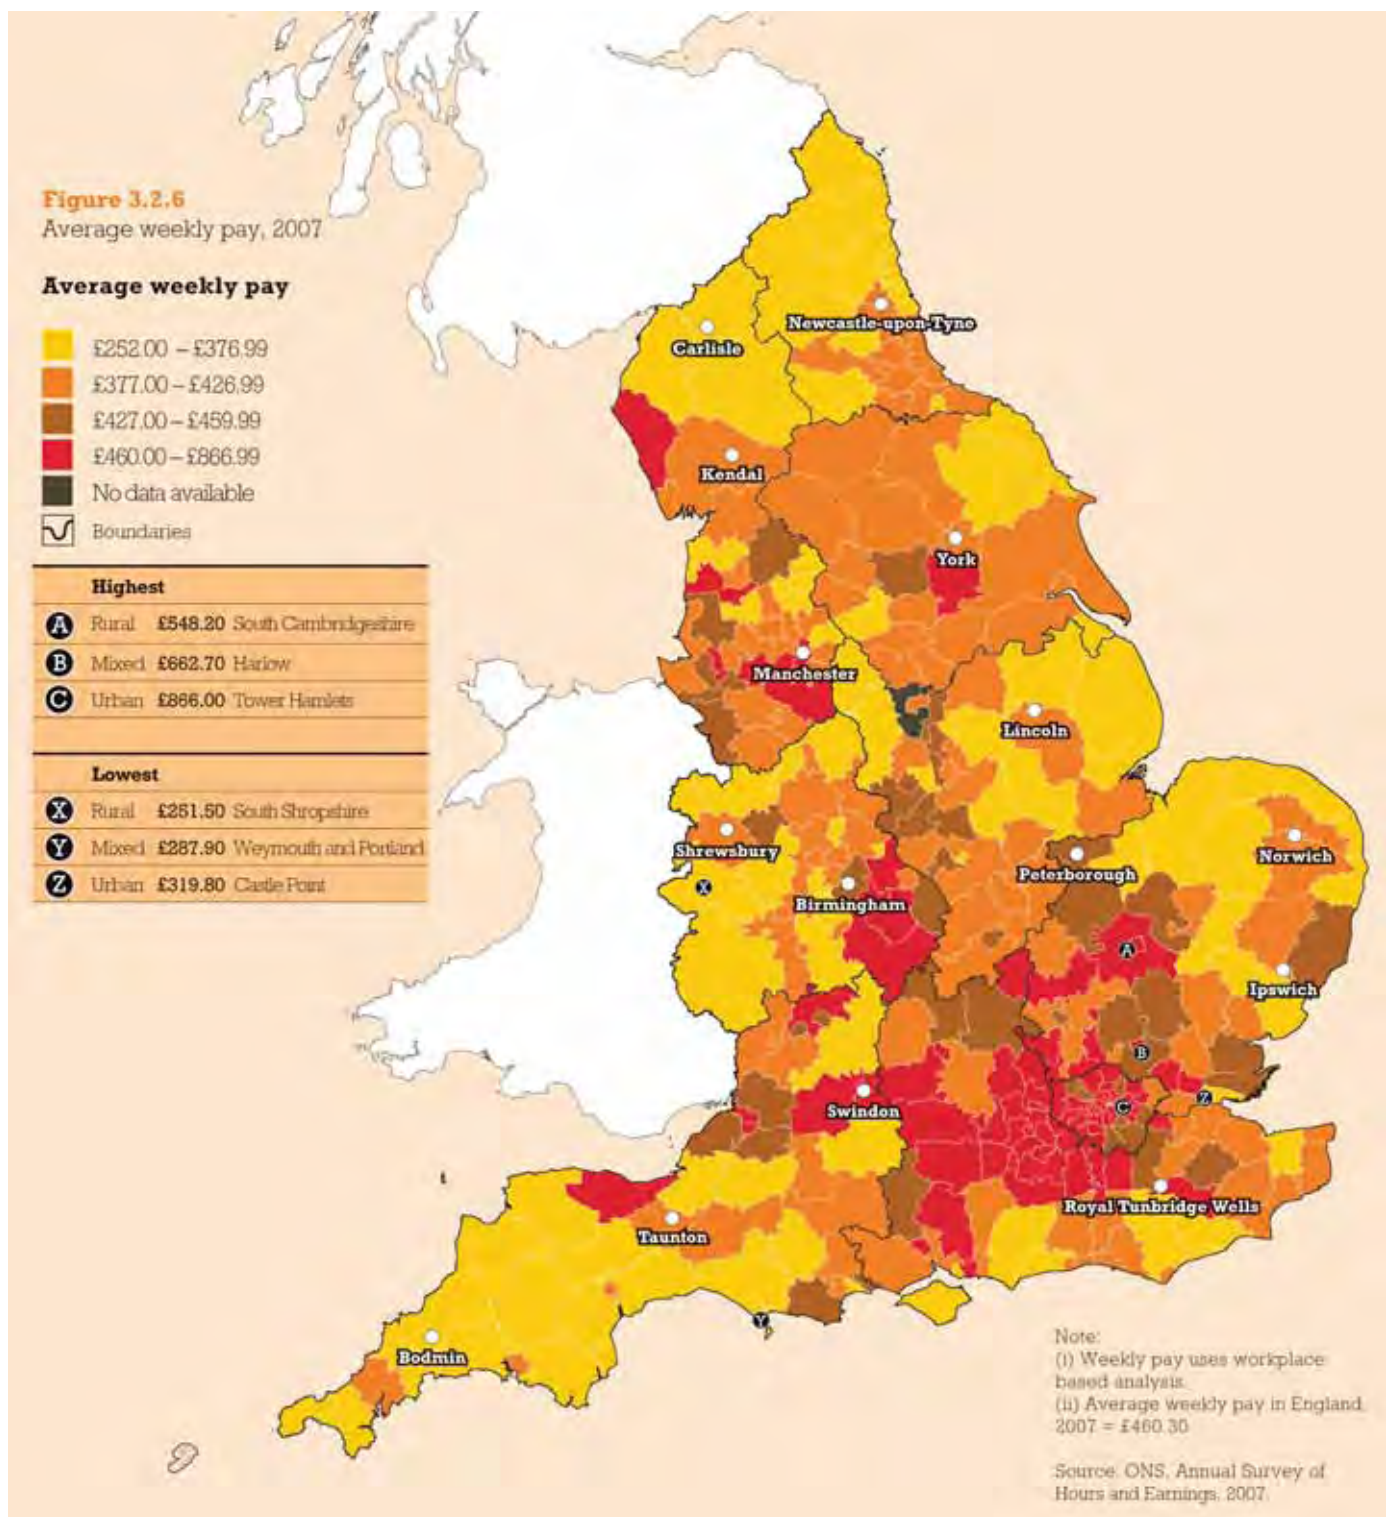 Figure 3.2.6
Average weekly pay, 2007
Average weekly pay
£252.00 – £376.99
£377.00 – £426.99
£427.00 – £459.99
£460.00 – £866.99
No data available
Boundaries
Highest
A Rural £548.20 South Cambridgeshire
B Mixed £662.70 Harlow
C Urban £866.00 Tower Hamlets
Lowest
X Rural £251.50 South Shropshire
Y Mixed £287.90 Weymouth and Portland
Z Urban £319.80 Castle Point
Newcastle-upon-Tyne
Carlisle
Kendal
York
Manchester
Lincoln
Shrewsbury
Norwich
Peterborough
X
Birmingham
A
Ipswich
B
Swindon
C
Z
Royal Tunbridge Wells
Taunton
Y
Bodmin
Note:
(i) Weekly pay uses workplace
based analysis.
(ii) Average weekly pay in England,
2007 = £460.30
Source: ONS, Annual Survey of
Hours and Earnings, 2007.